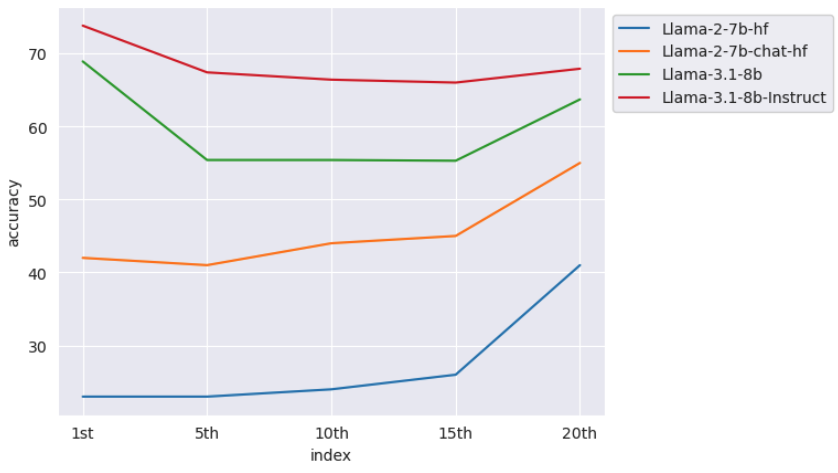 Llama-2-7b-hf
Llama-2-7b-chat-hf
Llama-3.1-8b
Llama-3.1-8b-Instruct
accuracy
70
60
50
40
30
1st 5th 10th 15th 20th
index